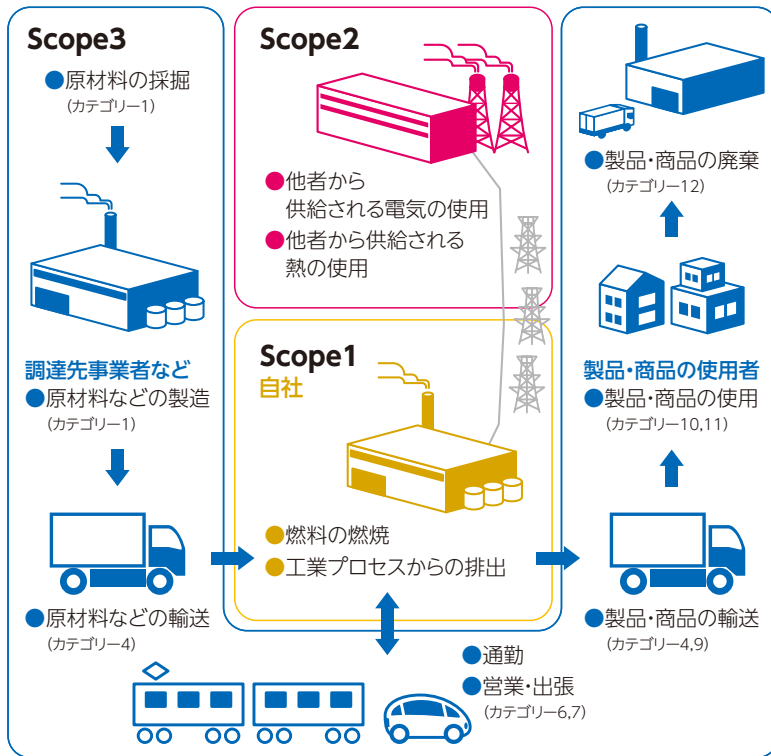 Scope3
●原材料の採掘
(カテゴリー1)
調達先事業者など
●原材料などの製造
(カテゴリー1)
●原材料などの輸送
(カテゴリー4)
Scope2
●他者から
供給される電気の使用
●他者から供給される
熱の使用
Scope1
自社
●燃料の燃焼
●工業プロセスからの排出
●通勤
●営業・出張
(カテゴリー6,7)
●製品・商品の廃棄
(カテゴリー12)
製品・商品の使用者
●製品・商品の使用
(カテゴリー10,11)
●製品・商品の輸送
(カテゴリー4,9)